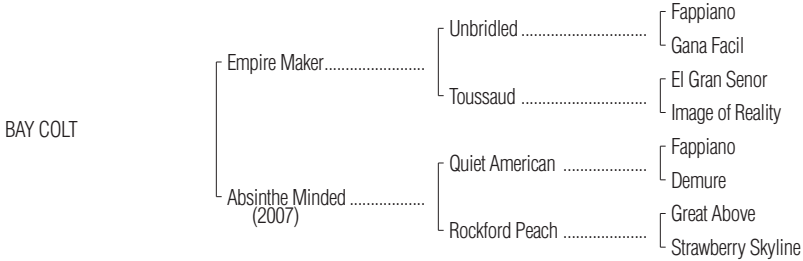 Fappiano
Unbridled ..............................
Gana Facil
Empire Maker........................
El Gran Senor
Toussaud ..............................
Image of Reality
BAY COLT
Fappiano
Quiet American ....................
Demure
Absinthe Minded ..................
(2007)
Great Above
Rockford Peach ....................
Strawberry Skyline